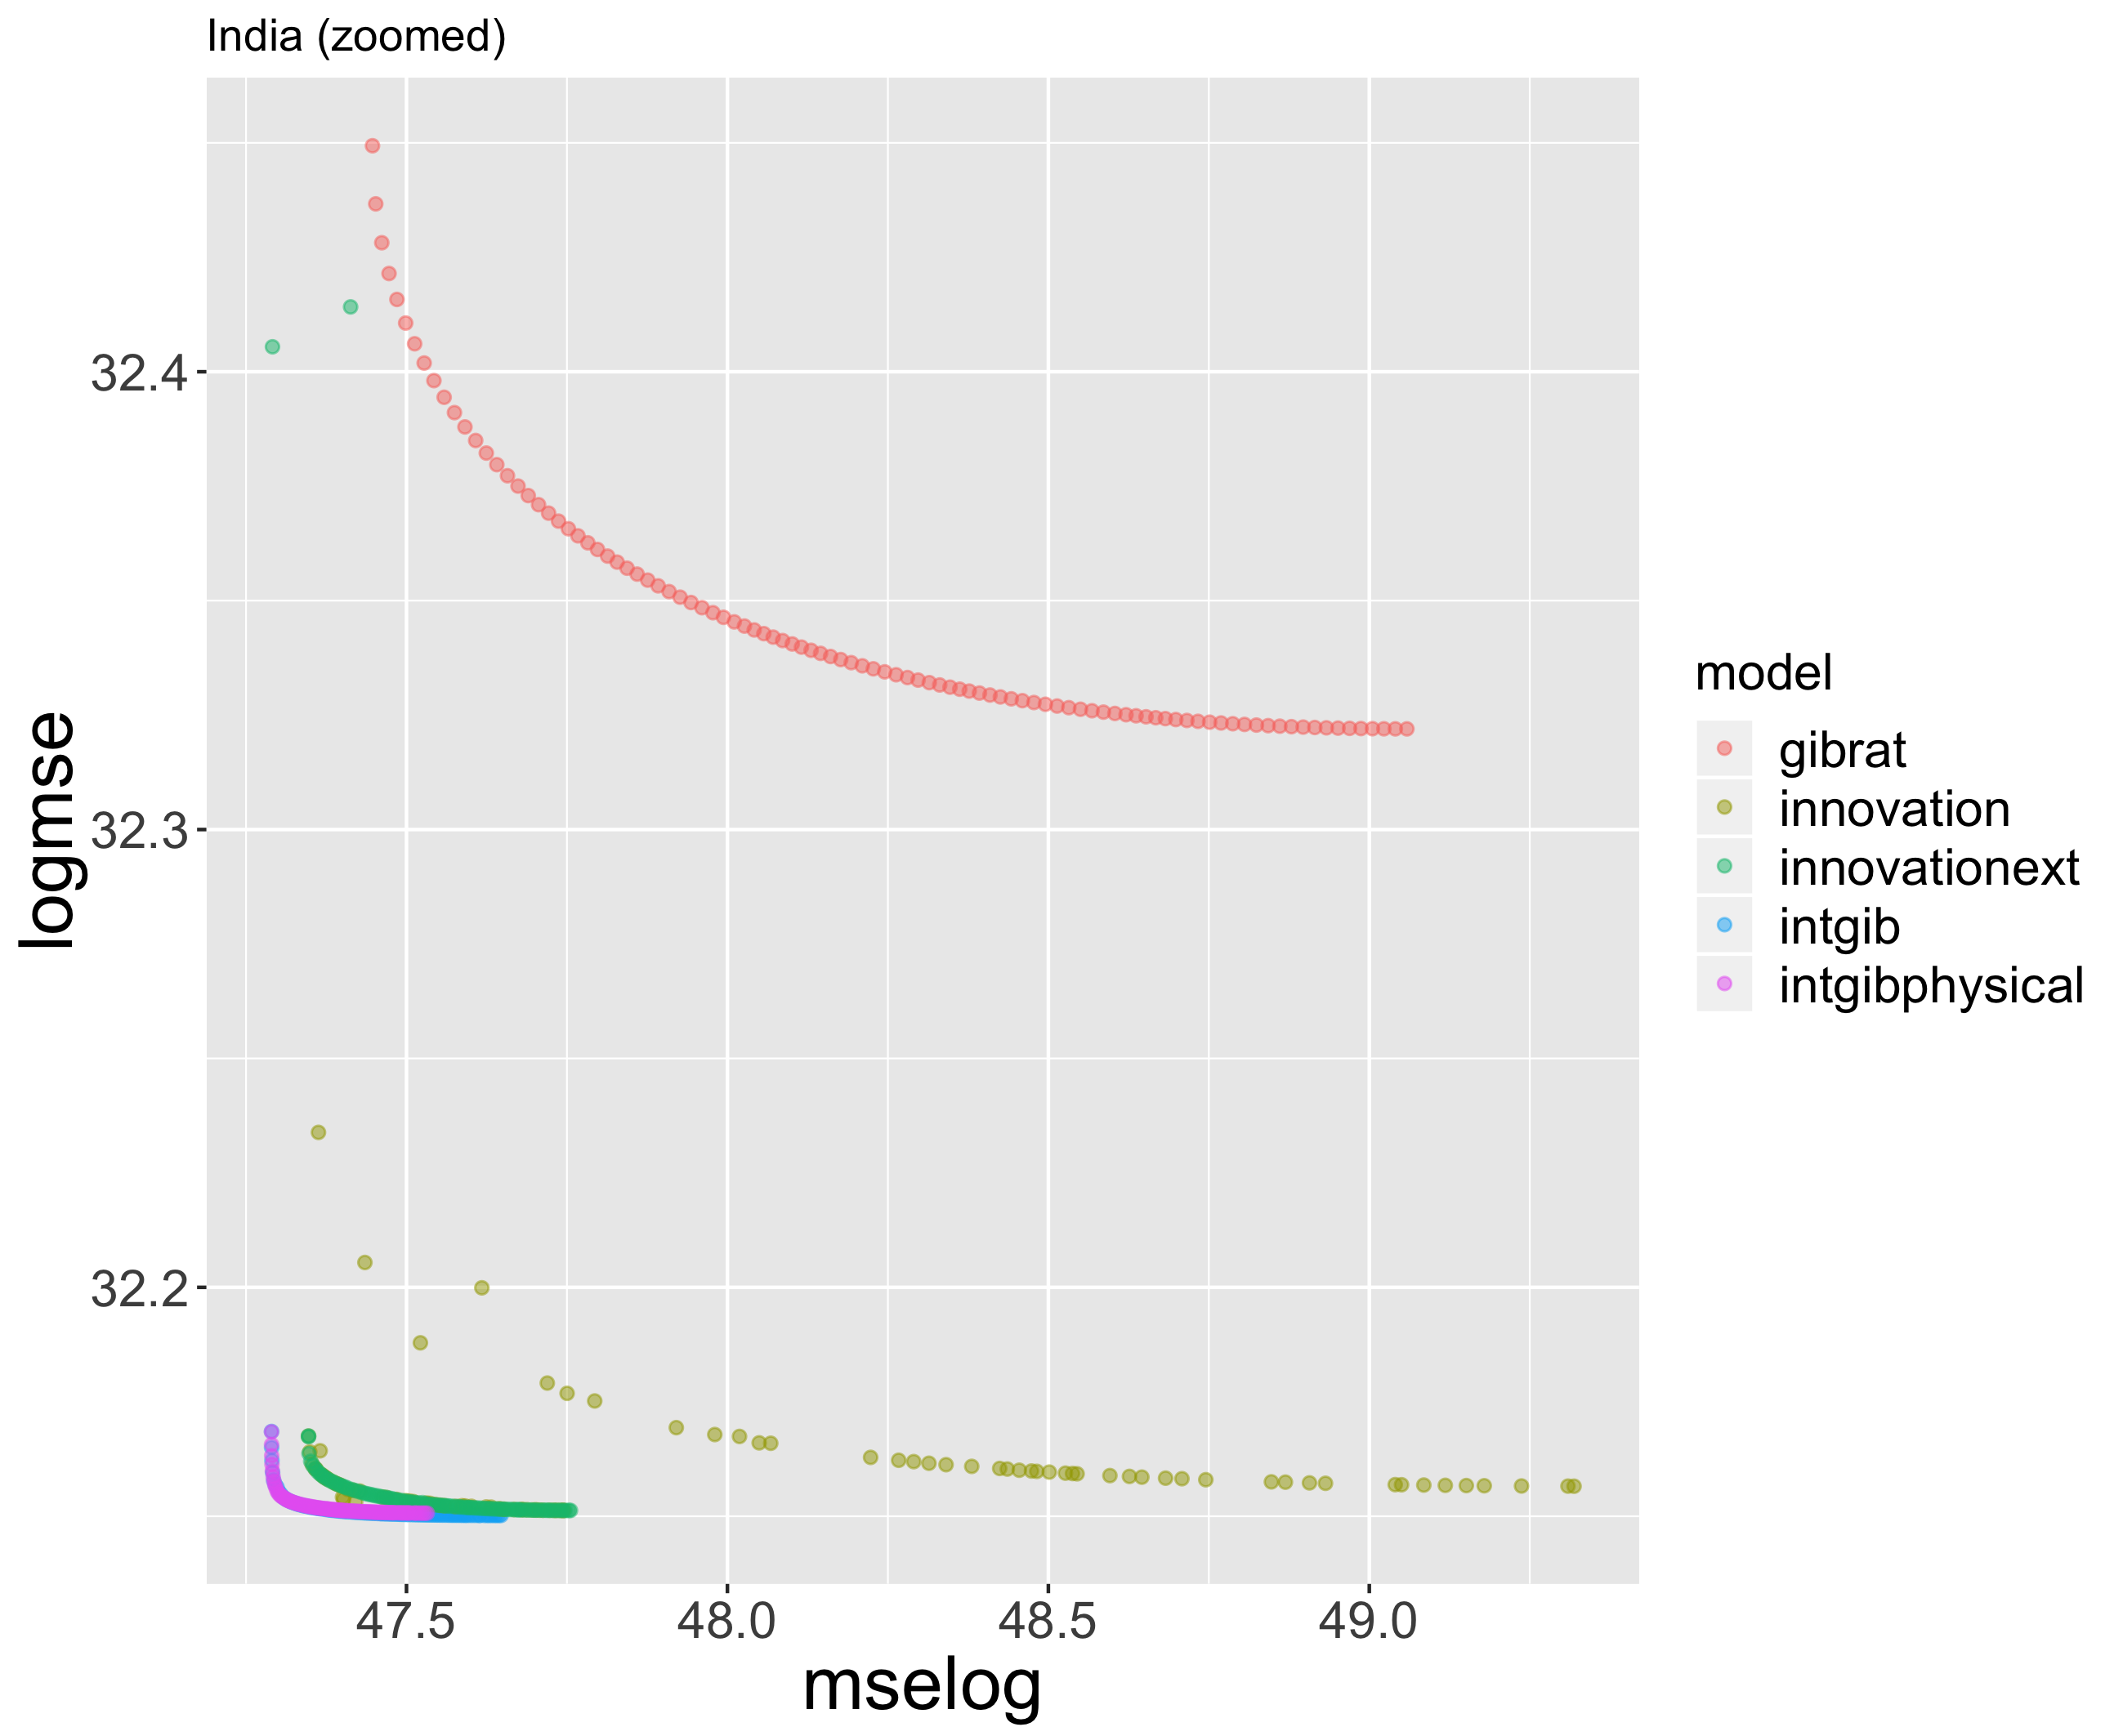 India (zoomed)
logmse
32.4
32.3
32.2
47.5 48.0 48.5 49.0
mselog
model
gibrat
innovation
innovationext
intgib
intgibphysical